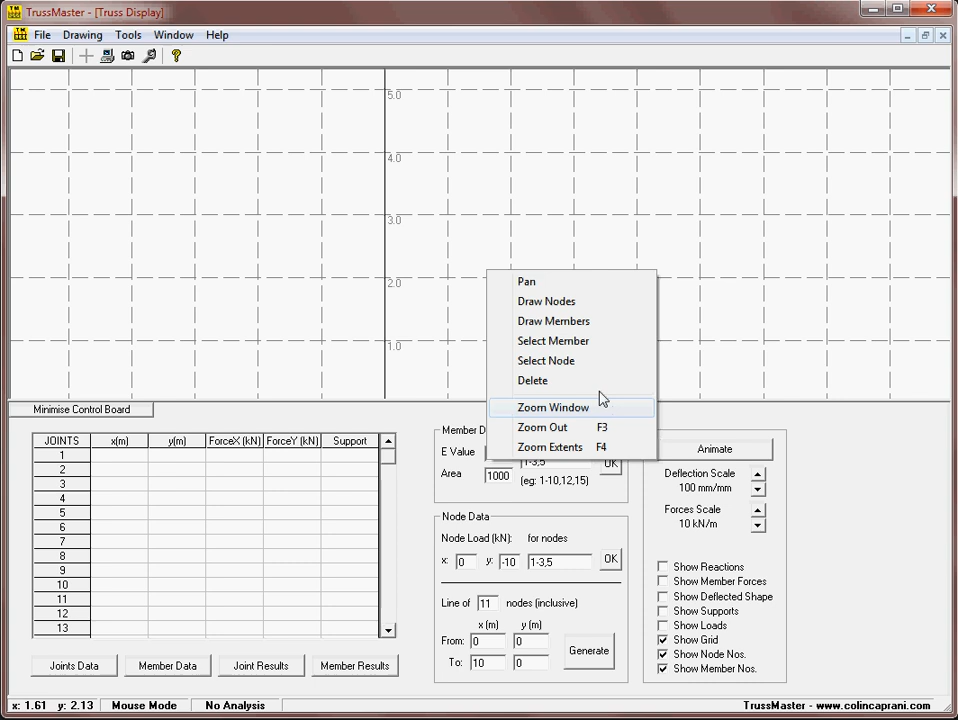 TrussMaster - [Truss Display]
File Drawing Tools Window Help
5.0
4.0
3.0
2.0
1.0
Pan
Draw Nodes
Draw Members
Select Member
Select Node
Delete
Zoom Window
Zoom Out F3
Zoom Extents F4
Minimise Control Board
JOINTS x(m) y(m) ForceX (kN) ForceY (kN) Support
1
2
3
4
5
6
7
8
9
10
11
12
13
Joints Data Member Data Joint Results Member Results
Member D
E Value
1-3,5 OK
Area 1000 (eg: 1-10,12,15)
Node Data
Node Load (kN): for nodes
x: 0 y: -10 1-3,5 OK
Line of 11 nodes (inclusive)
x (m) y (m)
From: 0 0
To: 10 0
Generate
Animate
Deflection Scale
100 mm/mm
Forces Scale
10 kN/m
Show Reactions
Show Member Forces
Show Deflected Shape
Show Supports
Show Loads
Show Grid
Show Node Nos.
Show Member Nos.
x: 1.61 y: 2.13 Mouse Mode No Analysis TrussMaster - www.colincaprani.com